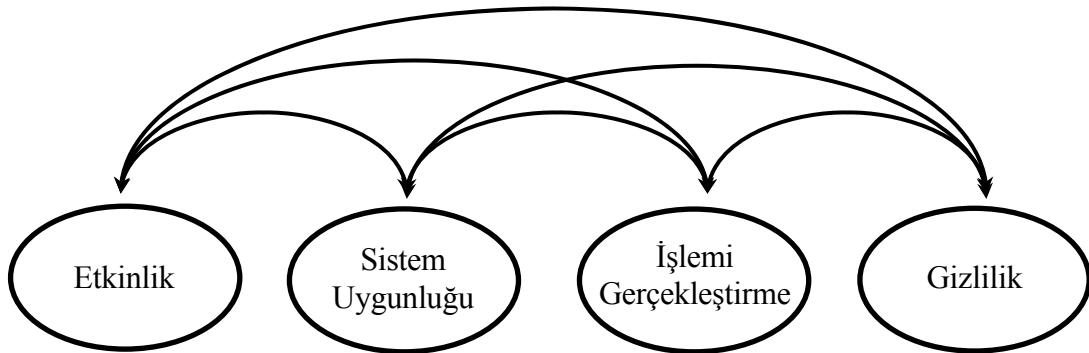 Etkinlik
Sistem
Uygunluğu
İşlemi
Gerçekleştirme
Gizlilik